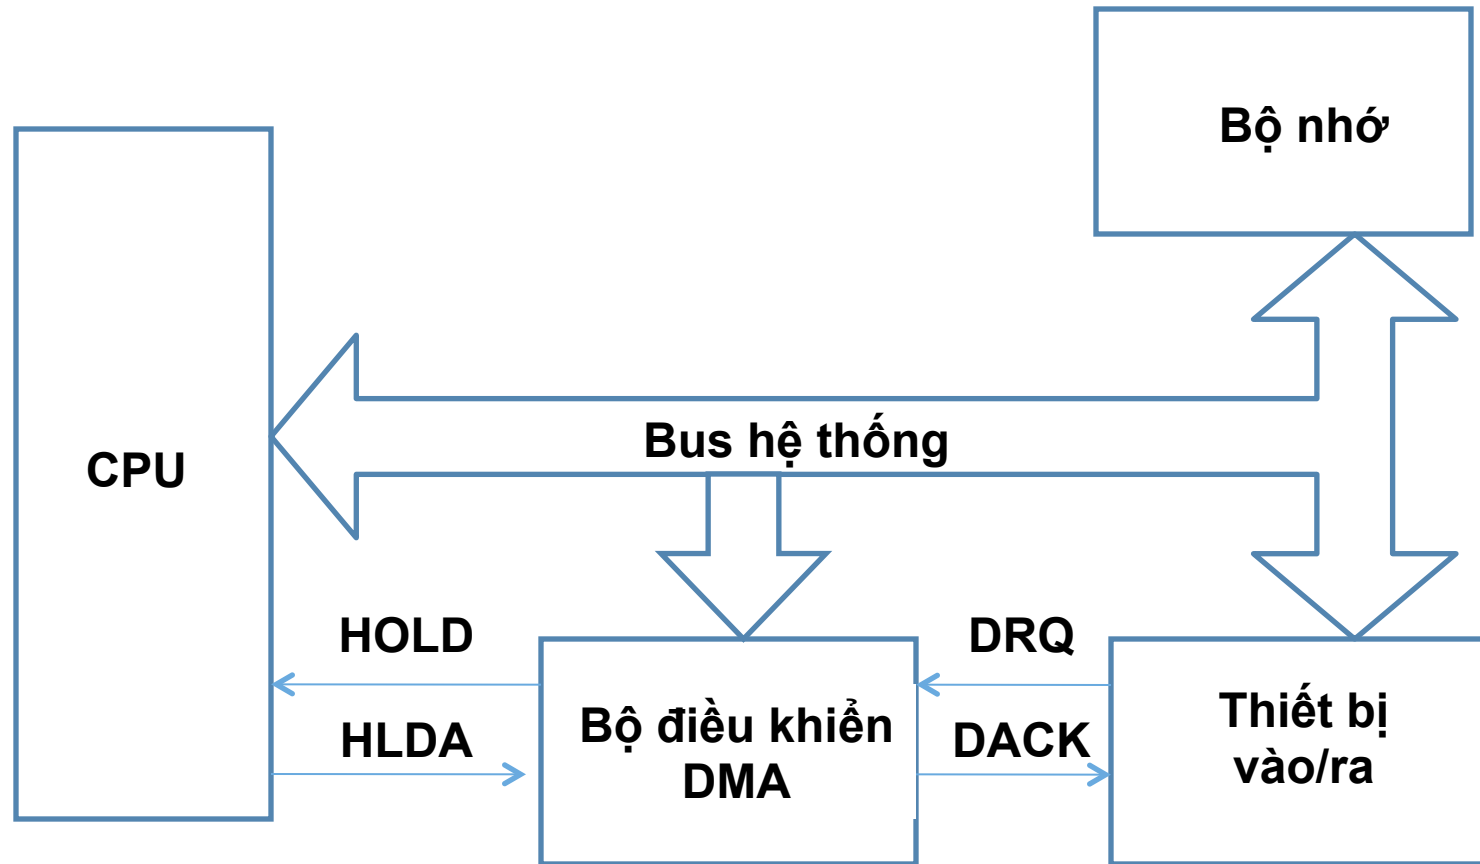 Bộ nhớ
Bus hệ thống
CPU
HOLD
DRQ
HLDA
Bộ điều khiển
DMA
DACK
Thiết bị
vào/ra